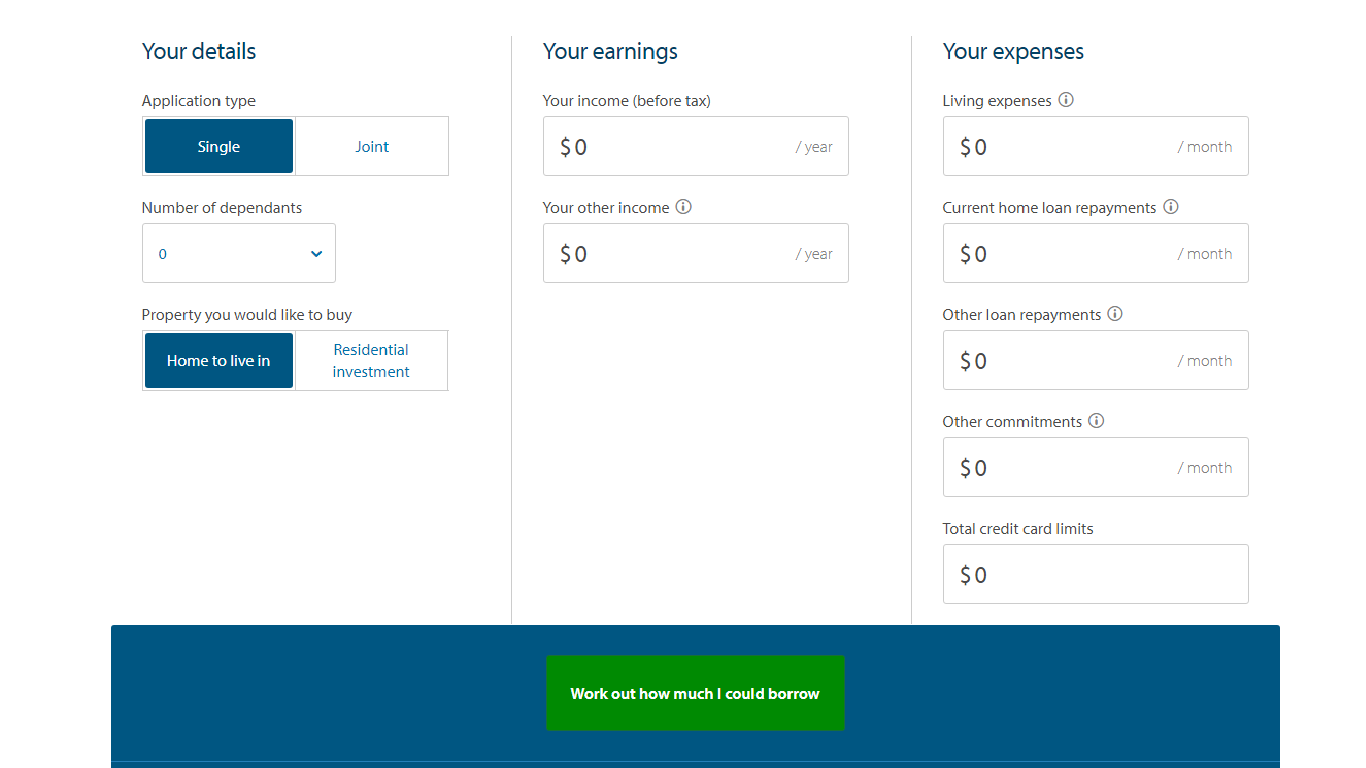 Your details
Application type
Single
Joint
Number of dependants
0
Property you would like to buy
Home to live in
Residential
investment
Your earnings
Your income (before tax)
$ 0
/ year
Your other income
$ 0
/ year
Your expenses
Living expenses
$ 0
/ month
Current home loan repayments
$ 0
/ month
Other loan repayments
$ 0
/ month
Other commitments
$ 0
/ month
Total credit card limits
$ 0
Work out how much I could borrow